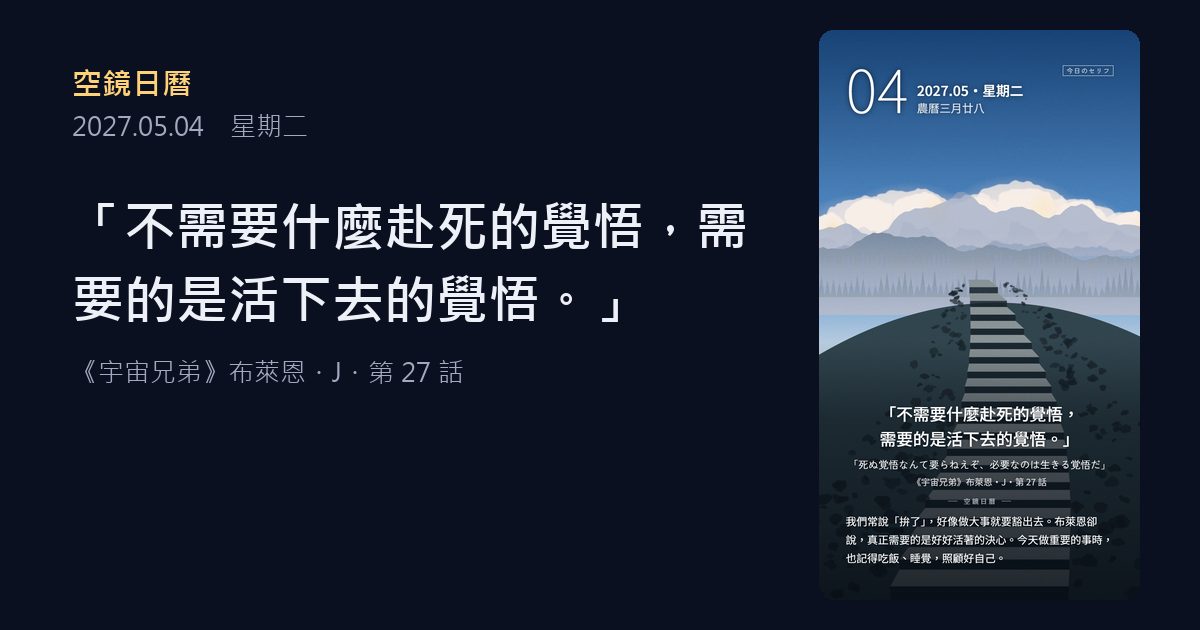 空鏡日曆
2027.05.04　星期二
「不需要什麼赴死的覺悟，需
要的是活下去的覺悟。」
《宇宙兄弟》布萊恩・J・第 27 話
04
2027.05・星期二
農曆三月廿八
今日のセリフ
「不需要什麼赴死的覺悟，
需要的是活下去的覺悟。」
「死ぬ覚悟なんて要らねえぞ、必要なのは生きる覚悟だ」
《宇宙兄弟》布萊恩・J・第 27 話
— 空鏡日曆 —
我們常說「拚了」，好像做大事就要豁出去。布萊恩卻
說，真正需要的是好好活著的決心。今天做重要的事時，
也記得吃飯、睡覺，照顧好自己。